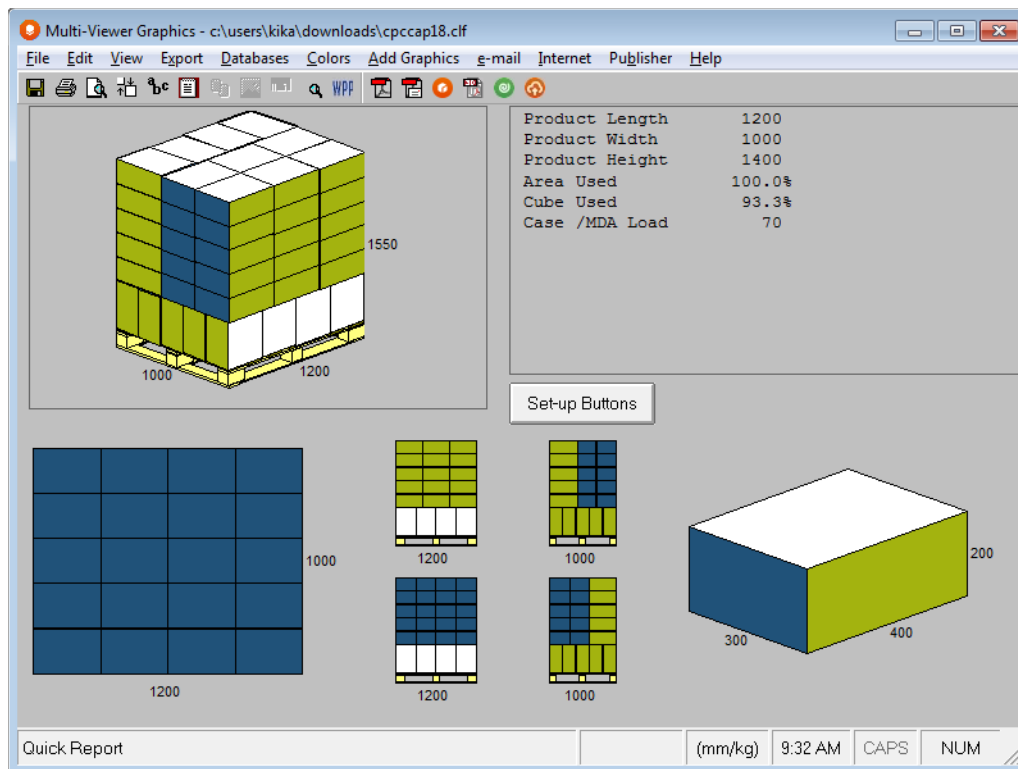 Multi-Viewer Graphics - c:\users\kika\downloads\cpccap18.clf
File Edit View Export Databases Colors Add Graphics e-mail Internet Publisher Help
abc WPP
Product Length 1200
Product Width 1000
Product Height 1400
Area Used 100.0%
Cube Used 93.3%
Case /MDA Load 70
1550
1000 1200
Set-up Buttons
1000
1200
1200
1000
1200
1000
200
300
400
Quick Report (mm/kg) 9:32 AM CAPS NUM